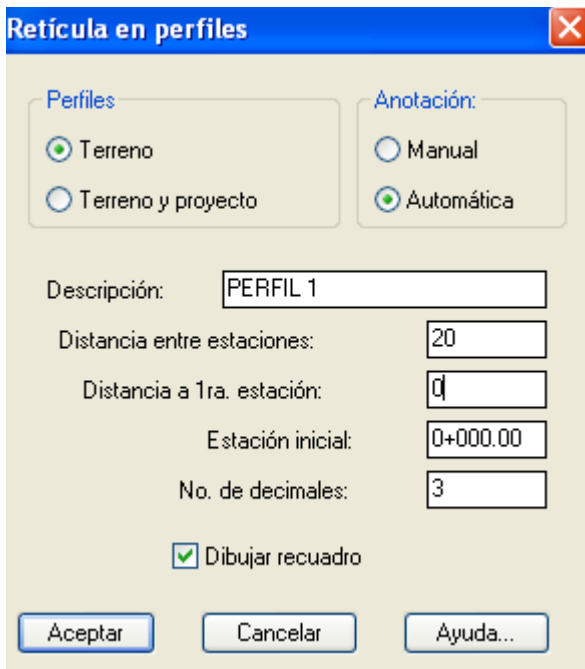 Retícula en perfiles
Perfiles
Anotación:
Terreno
Manual
Terreno y proyecto
Automática
Descripción: PERFIL 1
Distancia entre estaciones: 20
Distancia a 1ra. estación: 0
Estación inicial: 0+000.00
No. de decimales: 3
Dibujar recuadro
Aceptar
Cancelar
Ayuda...